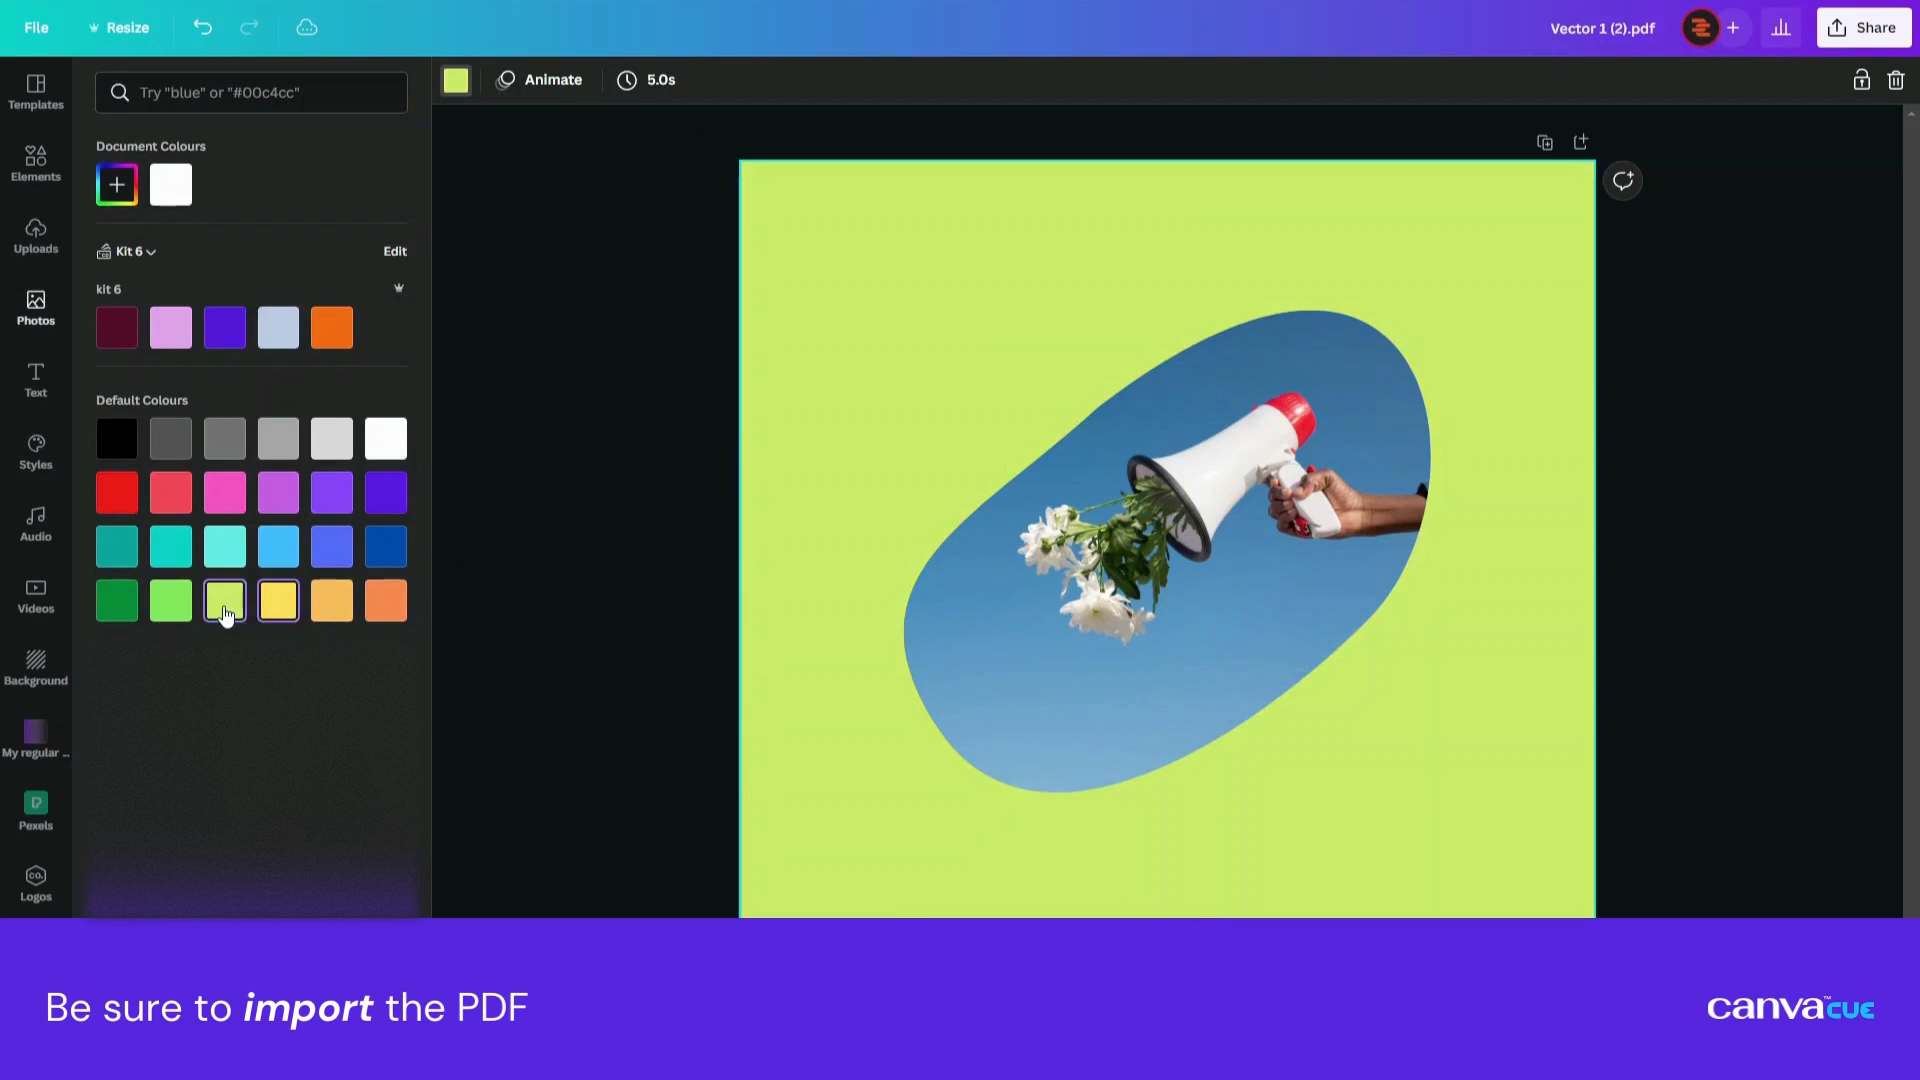 File
Resize
Vector 1 (2).pdf
Share
Templates
Elements
Uploads
Photos
Text
Styles
Audio
Videos
Background
My regular ...
Pexels
Logos
Try "blue" or "#00c4cc"
Document Colours
Kit 6
Edit
kit 6
Default Colours
Animate
5.0s
Be sure to import the PDF
canva™cue